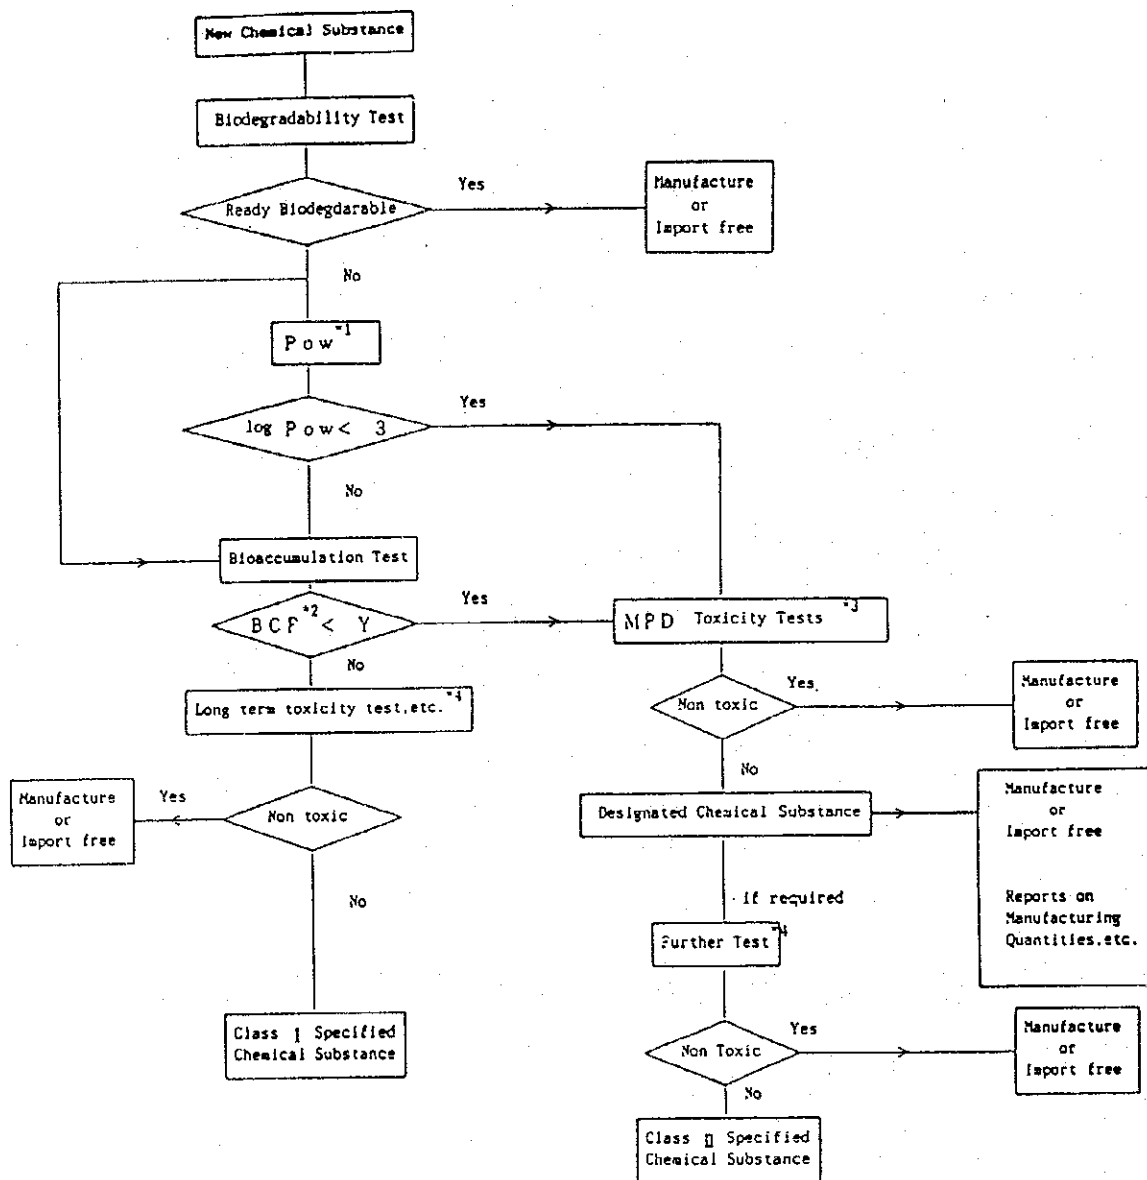 New Chemical Substance
Biodegradability Test
Ready Biodegdarable
Yes
Manufacture
or
Import free
No
Pow*1
log Pow< 3
Yes
No
Bioaccumulation Test
BCF*2< Y
Yes
MPD Toxicity Tests*3
No
Long term toxicity test.etc.*4
Non toxic
Yes
Manufacture
or
Import free
No
Manufacture
or
Import free
Yes
Non toxic
Designated Chemical Substance
Manufacture
or
Import free
Reports on
Manufacturing
Quantities.etc.
No
if required
Further Test*4
Class I Specified
Chemical Substance
Non Toxic
Yes
Manufacture
or
Import free
No
Class II Specified
Chemical Substance